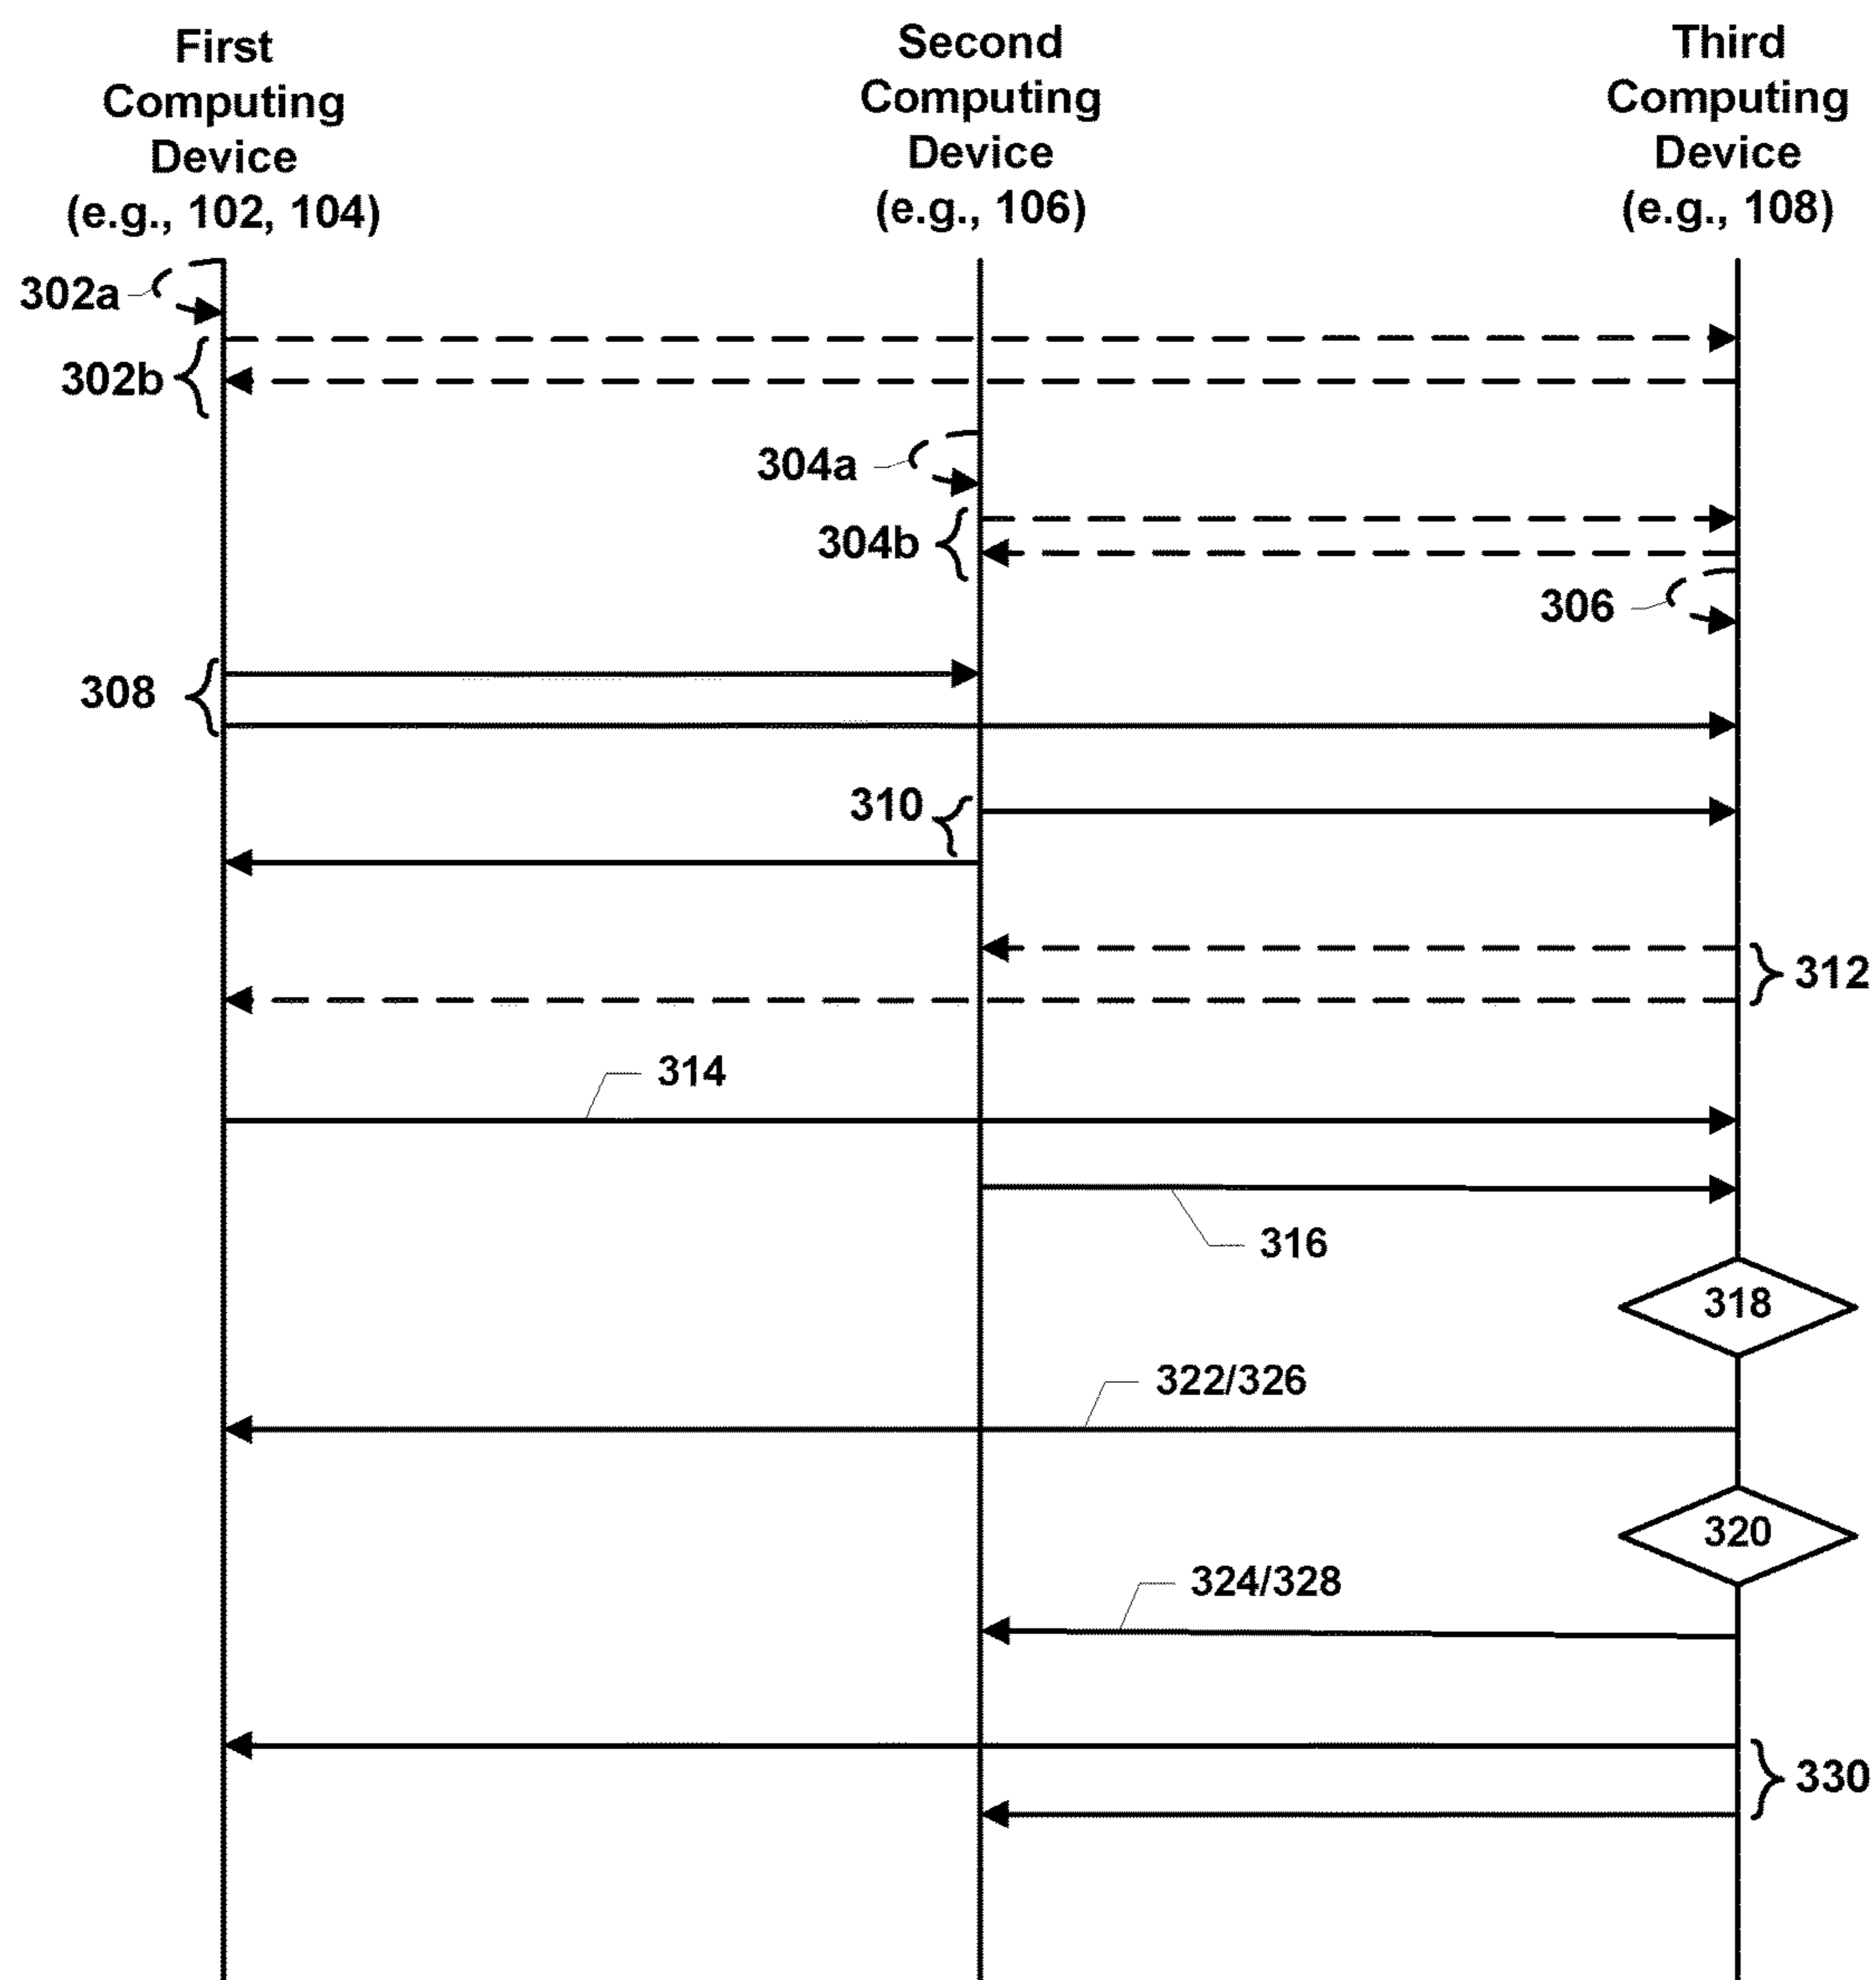 First
Computing
Device
(e.g., 102, 104)
Second
Computing
Device
(e.g., 106)
Third
Computing
Device
(e.g., 108)
302a
302b
304a
304b
306
308
310
312
314
316
318
322/326
320
324/328
330